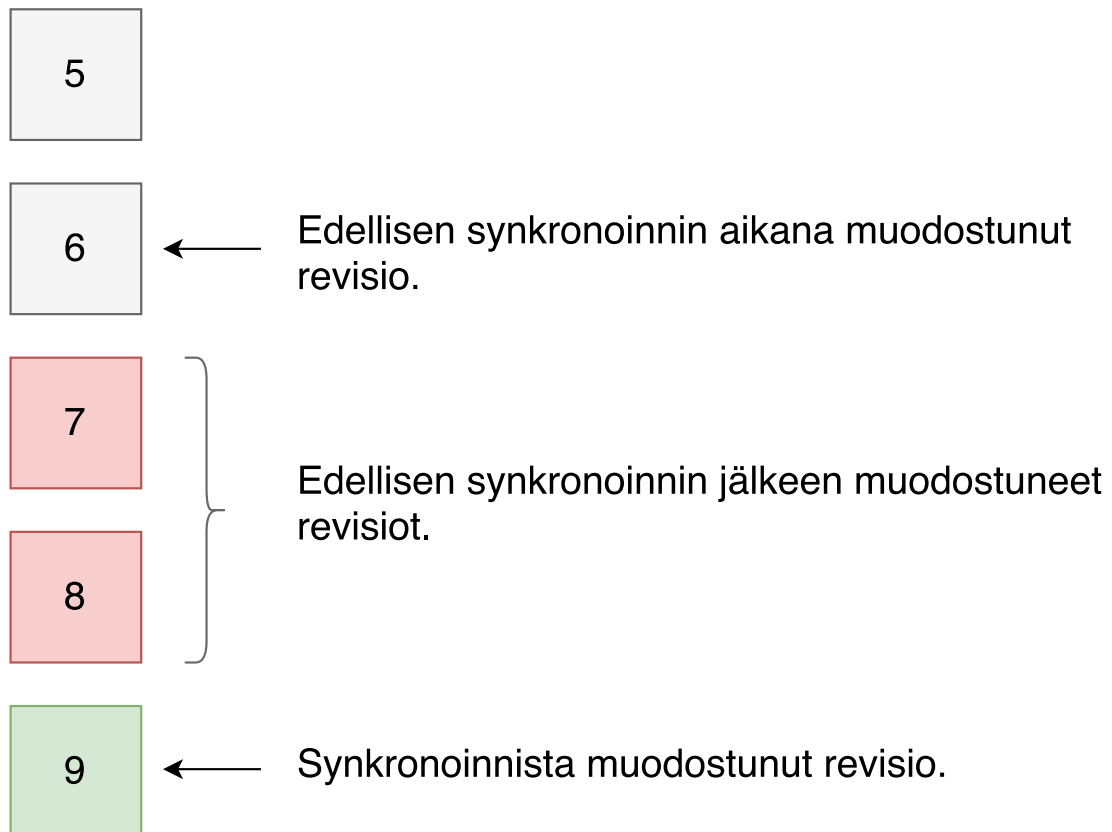 5
6
Edellisen synkronoinnin aikana muodostunut
revisio.
7
Edellisen synkronoinnin jälkeen muodostuneet
revisiot.
8
9
Synkronoinnista muodostunut revisio.